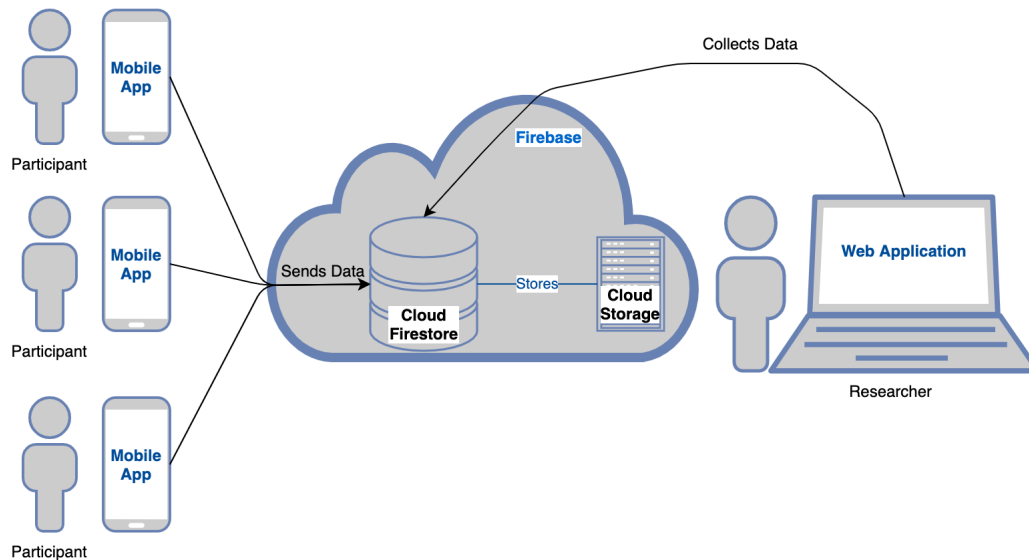 Mobile
App
Participant
Mobile
App
Participant
Mobile
App
Participant
Sends Data
Firebase
Cloud
Firestore
Stores
Cloud
Storage
Collects Data
Web Application
Researcher